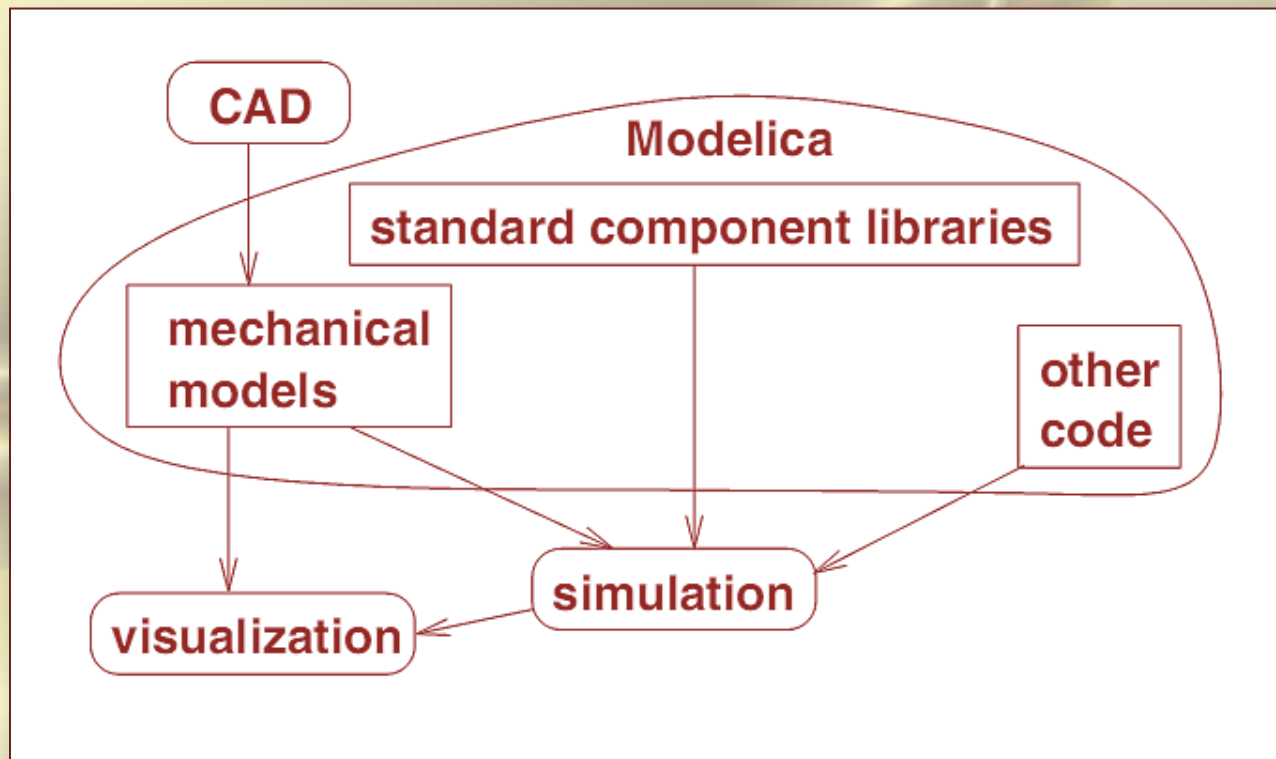 CAD
Modelica
standard component libraries
mechanical
models
other
code
simulation
visualization